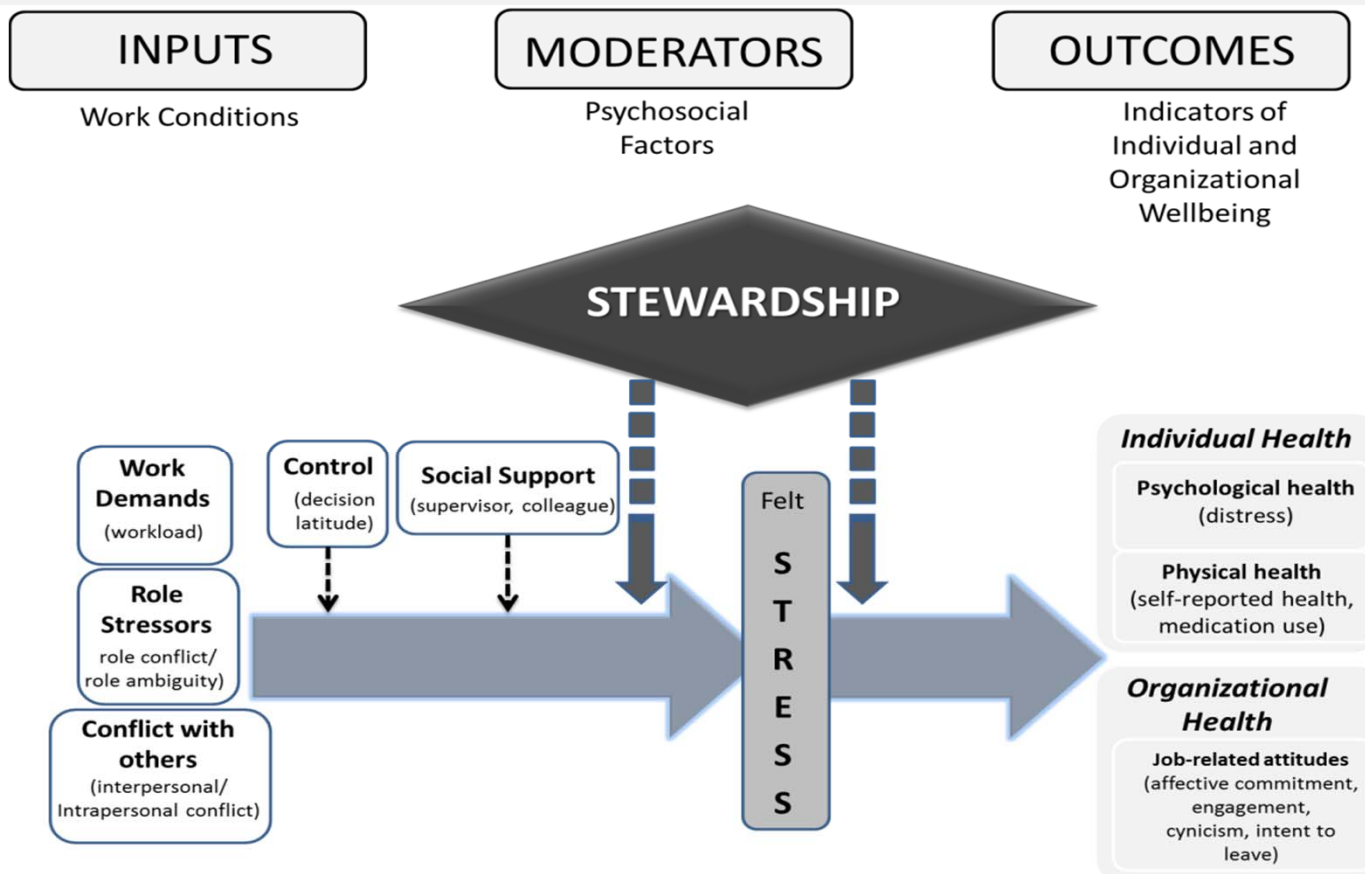 INPUTS
Work Conditions
MODERATORS
Psychosocial
Factors
OUTCOMES
Indicators of
Individual and
Organizational
Wellbeing
STEWARDSHIP
Work
Demands
(workload)
Role
Stressors
role conflict/
role ambiguity)
Conflict with
others
(interpersonal/
Intrapersonal conflict)
Control
(decision
latitude)
Social Support
(supervisor, colleague)
Felt
S
T
R
E
S
S
Individual Health
Psychological health
(distress)
Physical health
(self-reported health,
medication use)
Organizational
Health
Job-related attitudes
(affective commitment,
engagement,
cynicism, intent to
leave)